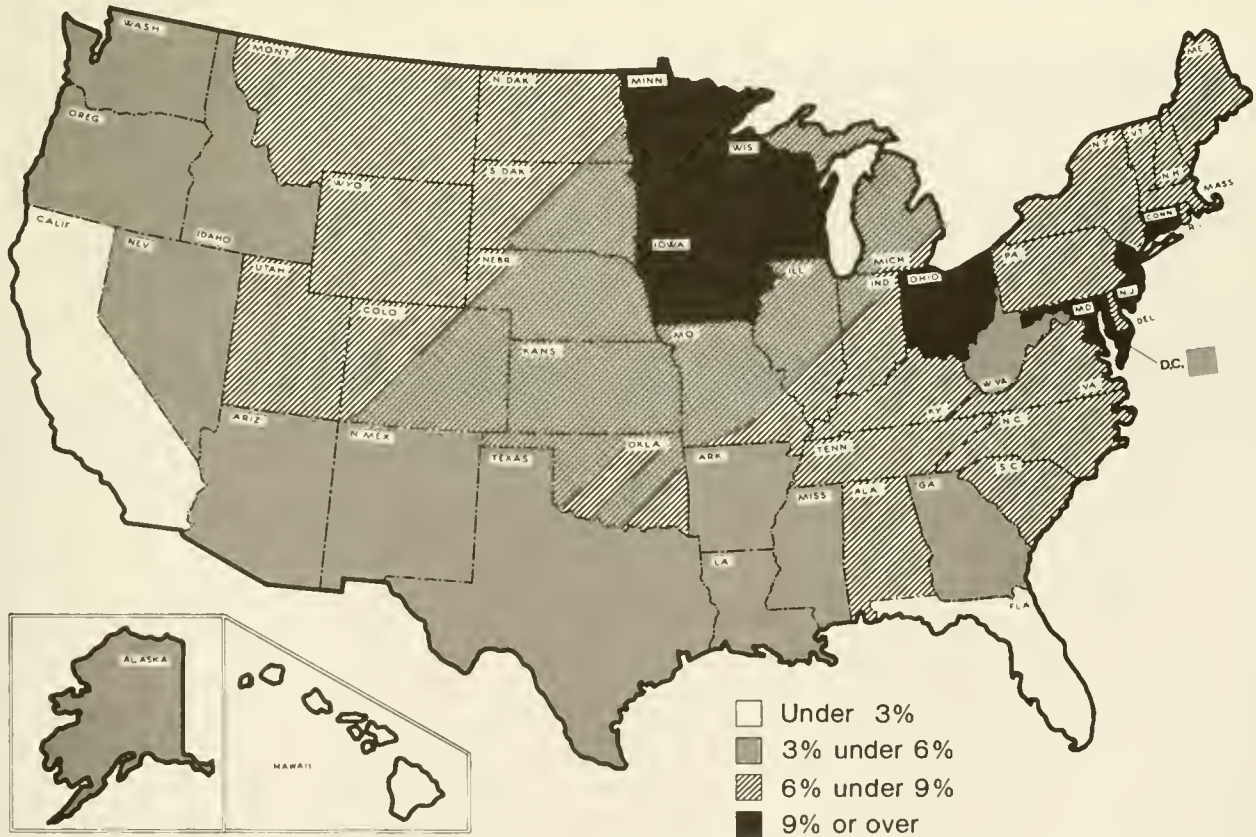 WASH
MONT
N DAK
MINN
ME
OREG
N.Y.
VT
N.H.
MASS
WIS
S DAK
WYO
CONN
R.I.
CALIF
NEV
IDAHO
IOWA
MICH
PA
UTAH
NEBR
ILL
IND
OHIO
N.J.
MD
DEL
COLO
MO
KANS
D.C.
W.VA
VA
KY
ARIZ
N MEX
OKLA
N.C.
TENN
TEXAS
ARK
S.C.
MISS
ALA
GA
LA
FLA
ALASKA
HAWAII
Under 3%
3% under 6%
6% under 9%
9% or over